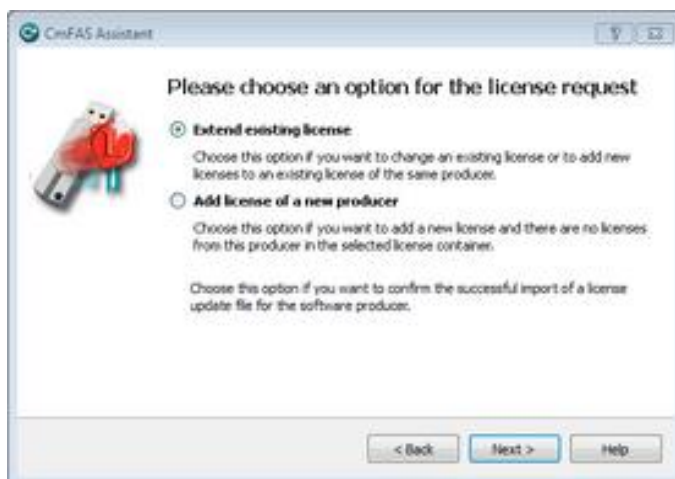 CmFAS Assistant
Please choose an option for the license request
Extend existing license
Choose this option if you want to change an existing license or to add new
licenses to an existing license of the same producer.
Add license of a new producer
Choose this option if you want to add a new license and there are no licenses
from this producer in the selected license container.
Choose this option if you want to confirm the successful import of a license
update file for the software producer.
< Back
Next >
Help